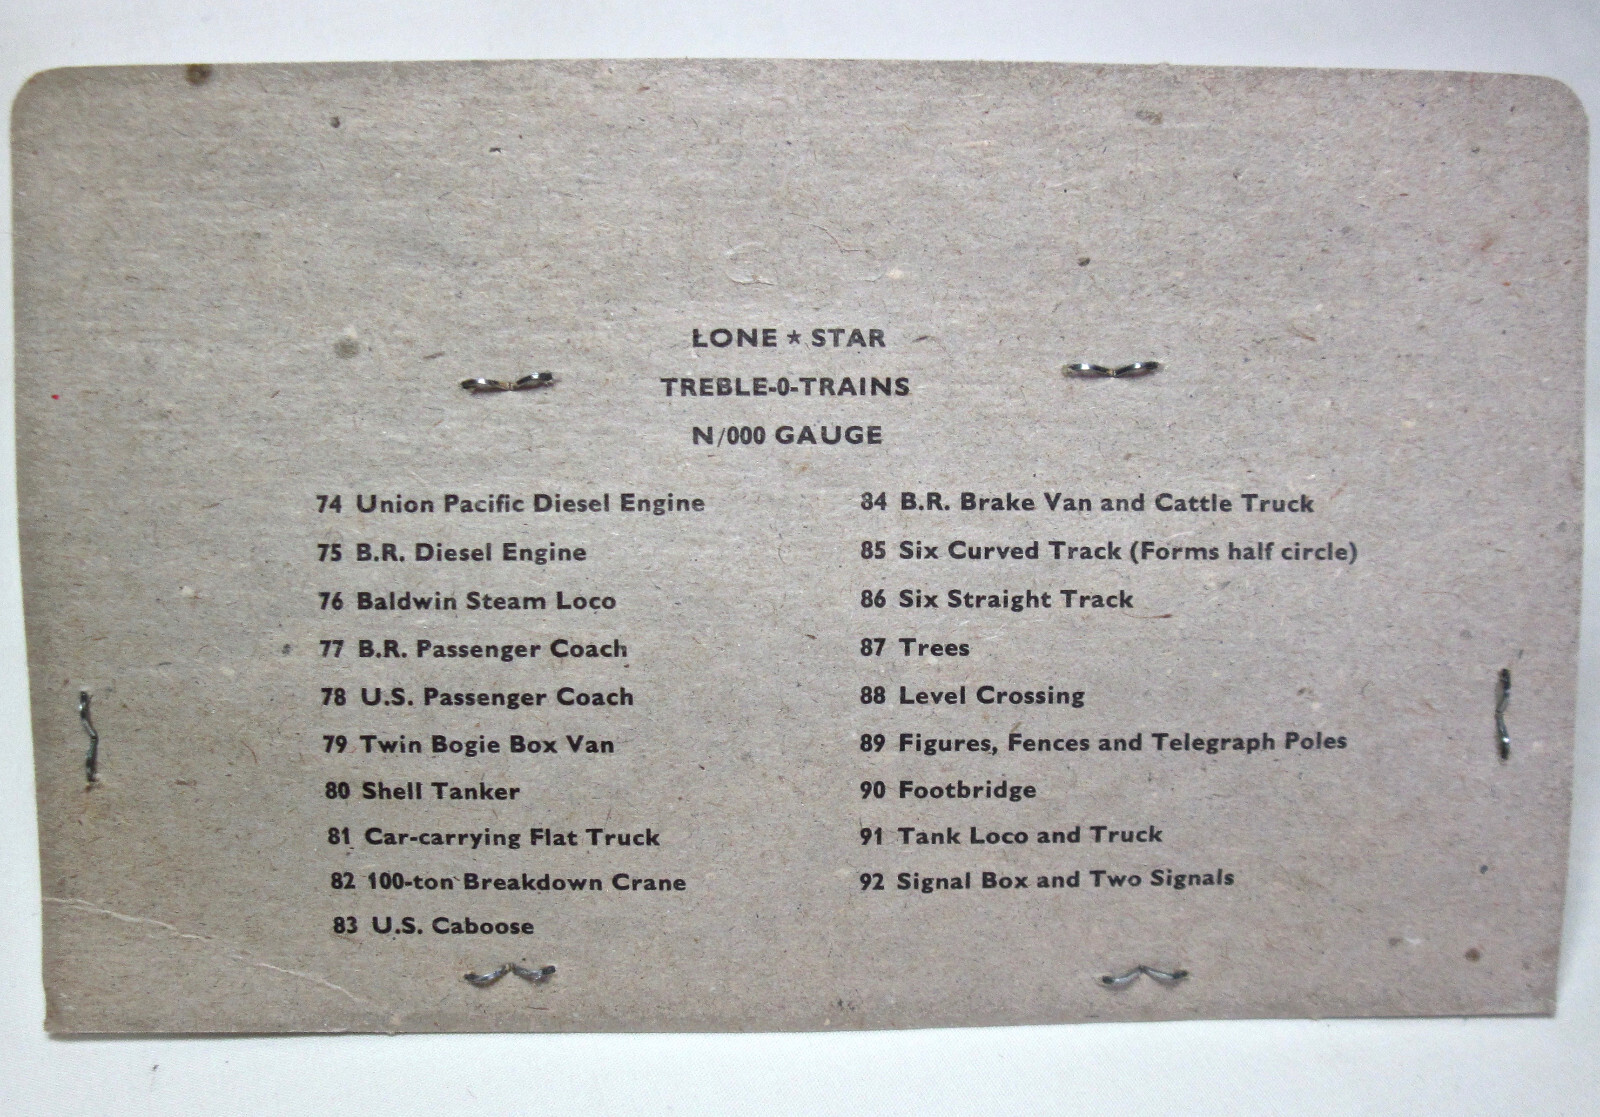 LONE ★ STAR
TREBLE-0-TRAINS
N/000 GAUGE
74 Union Pacific Diesel Engine
75 B.R. Diesel Engine
76 Baldwin Steam Loco
77 B.R. Passenger Coach
78 U.S. Passenger Coach
79 Twin Bogie Box Van
80 Shell Tanker
81 Car-carrying Flat Truck
82 100-ton Breakdown Crane
83 U.S. Caboose
84 B.R. Brake Van and Cattle Truck
85 Six Curved Track (Forms half circle)
86 Six Straight Track
87 Trees
88 Level Crossing
89 Figures, Fences and Telegraph Poles
90 Footbridge
91 Tank Loco and Truck
92 Signal Box and Two Signals